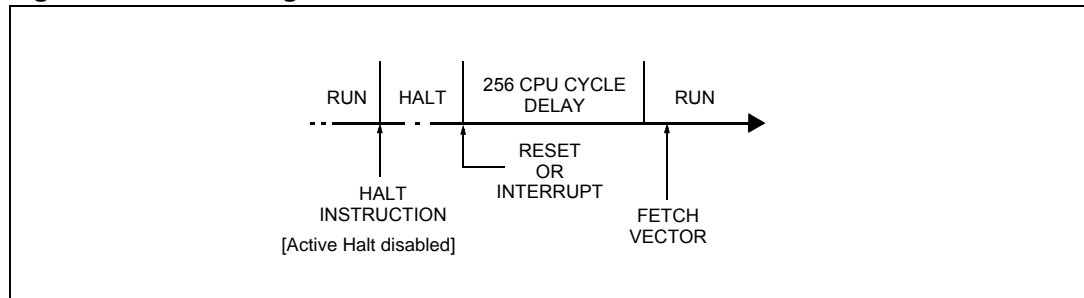 RUN
HALT
256 CPU CYCLE
DELAY
RUN
RESET
OR
INTERRUPT
HALT
INSTRUCTION
[Active Halt disabled]
FETCH
VECTOR